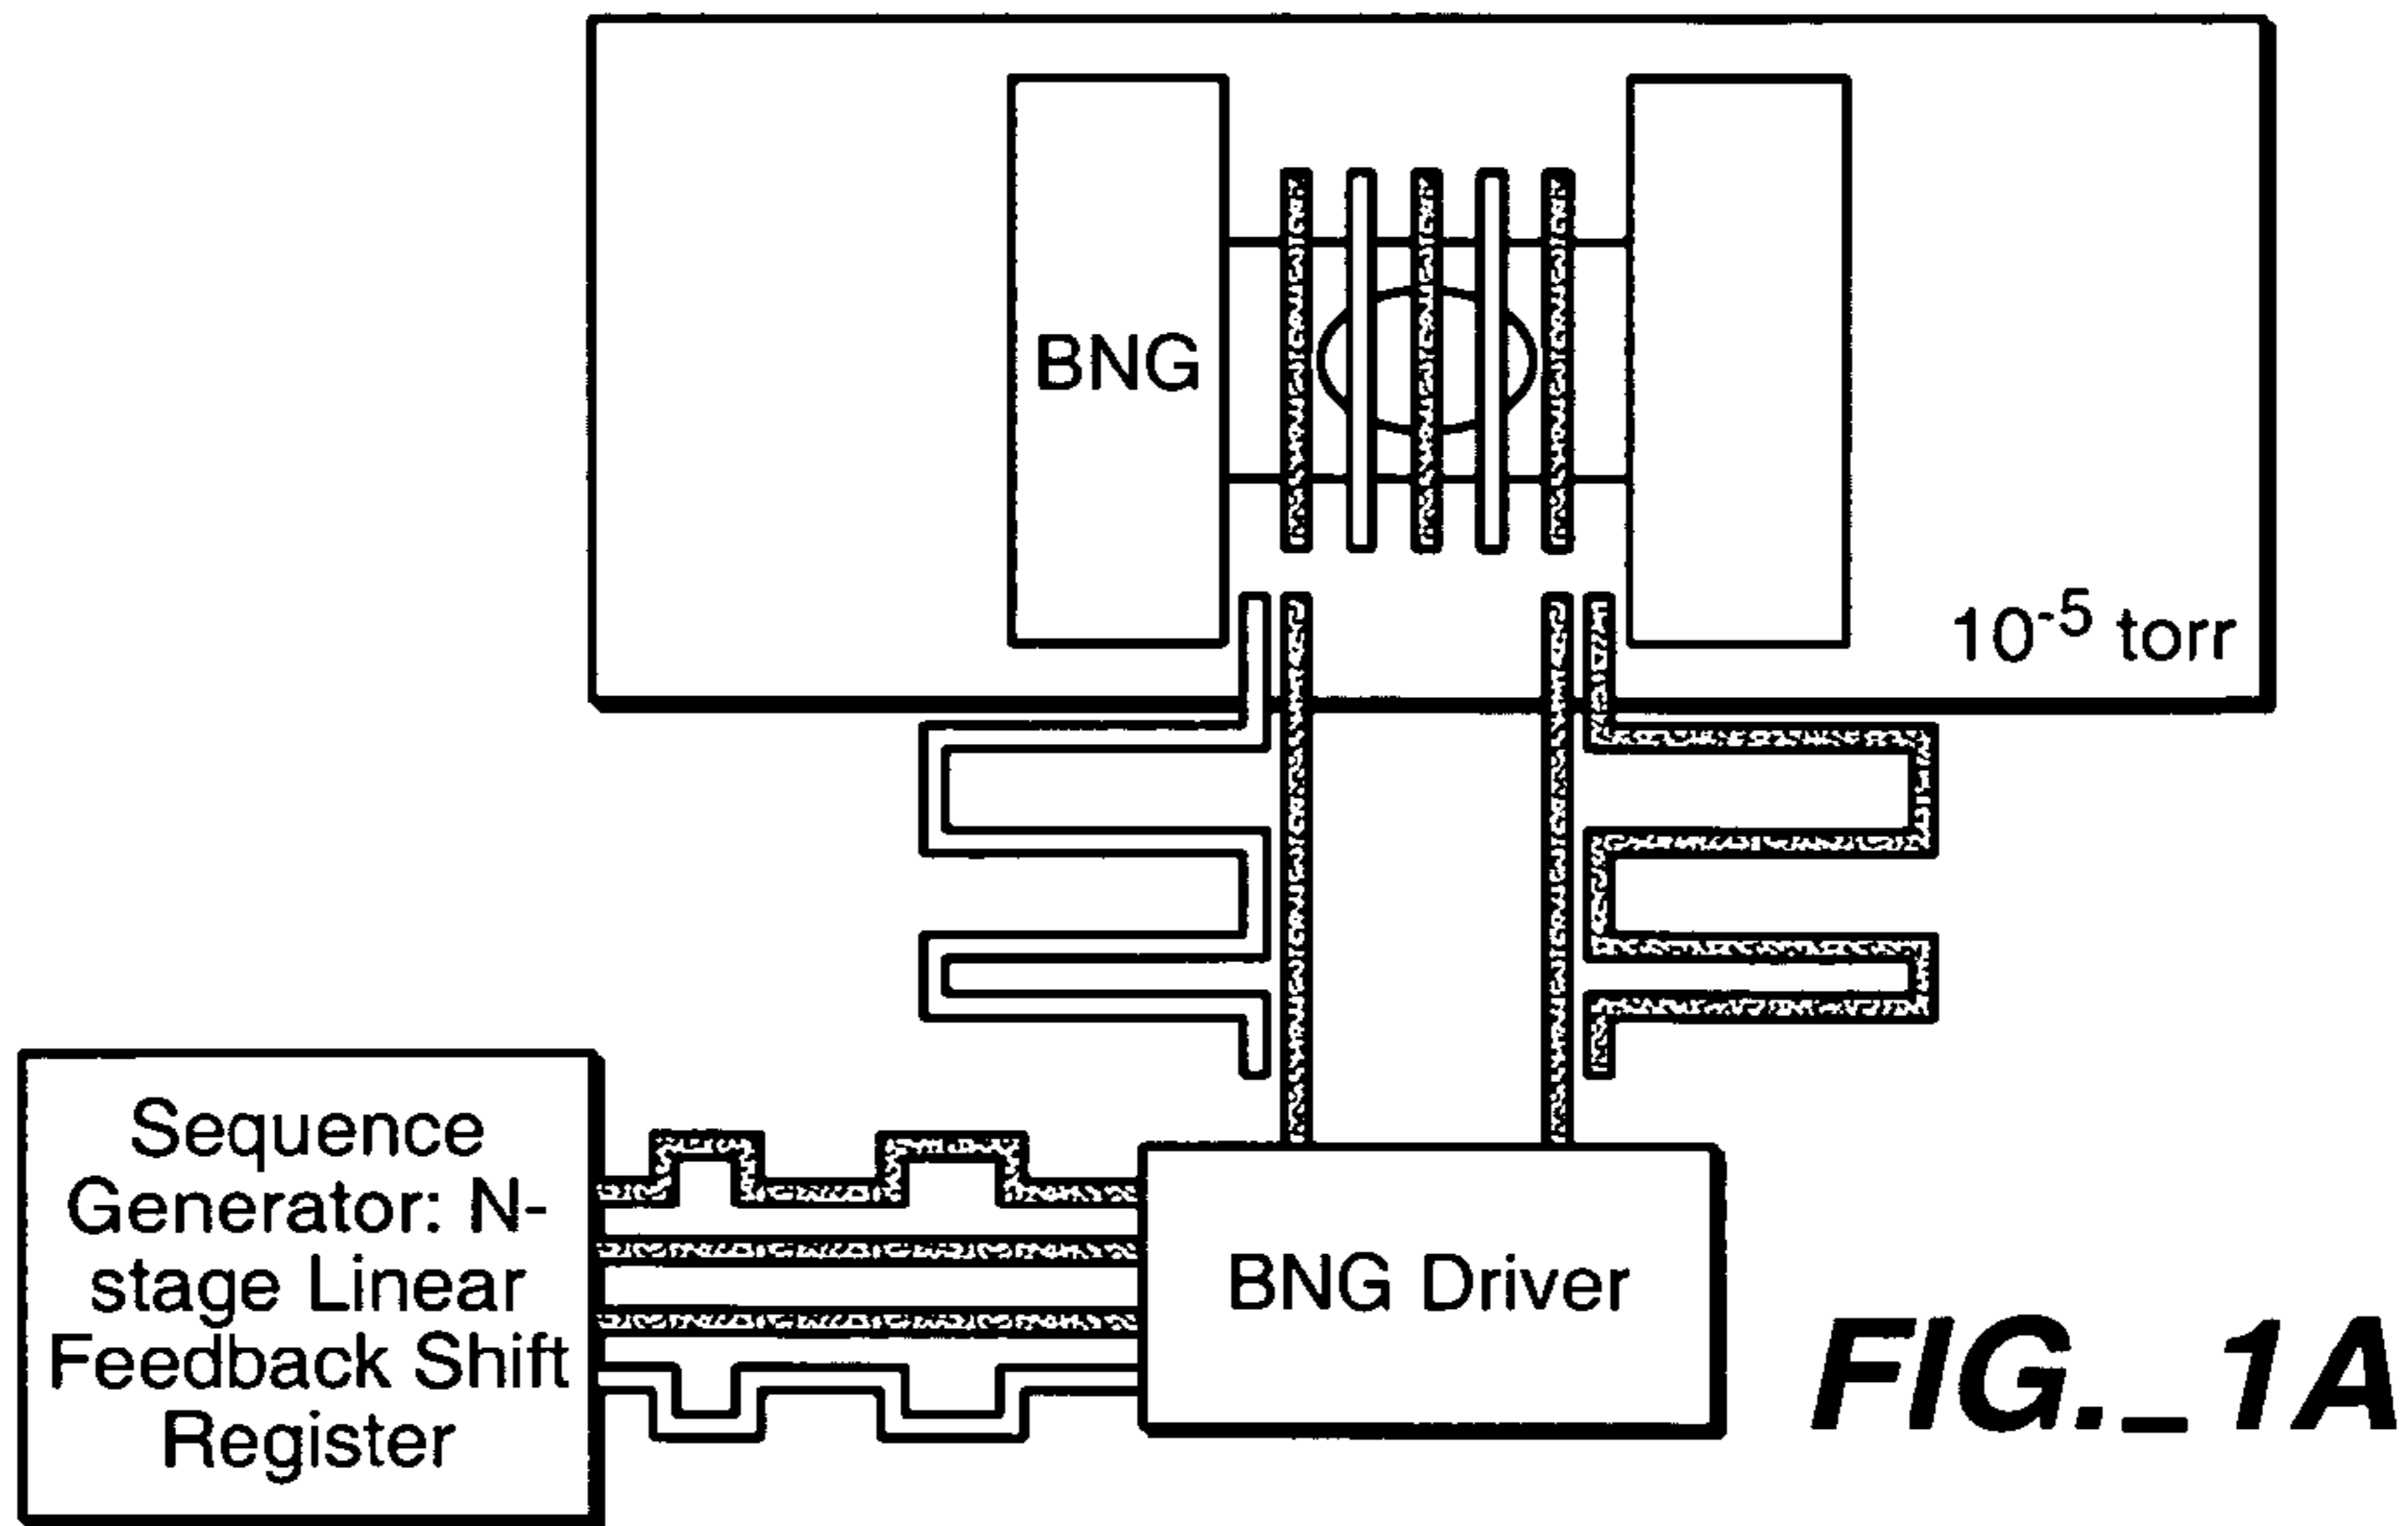 BNG
10⁻⁵ torr
Sequence
Generator: N-
stage Linear
Feedback Shift
Register
BNG Driver
FIG._1A